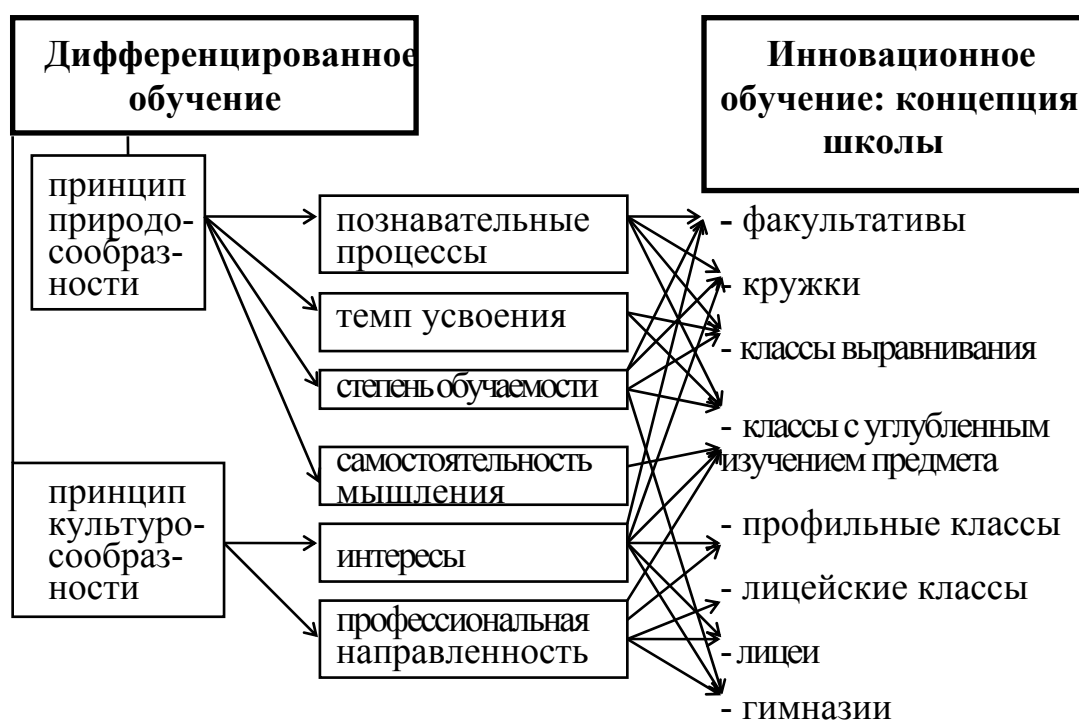 Дифференцированное
обучение
Инновационное
обучение: концепция
школы
принцип
природо-
сообраз-
ности
принцип
культуро-
сообраз-
ности
познавательные
процессы
темп усвоения
степень обучаемости
самостоятельность
мышления
интересы
профессиональная
направленность
- факультативы
- кружки
- классы выравнивания
- классы с углубленным
изучением предмета
- профильные классы
- лицейские классы
- лицеи
- гимназии